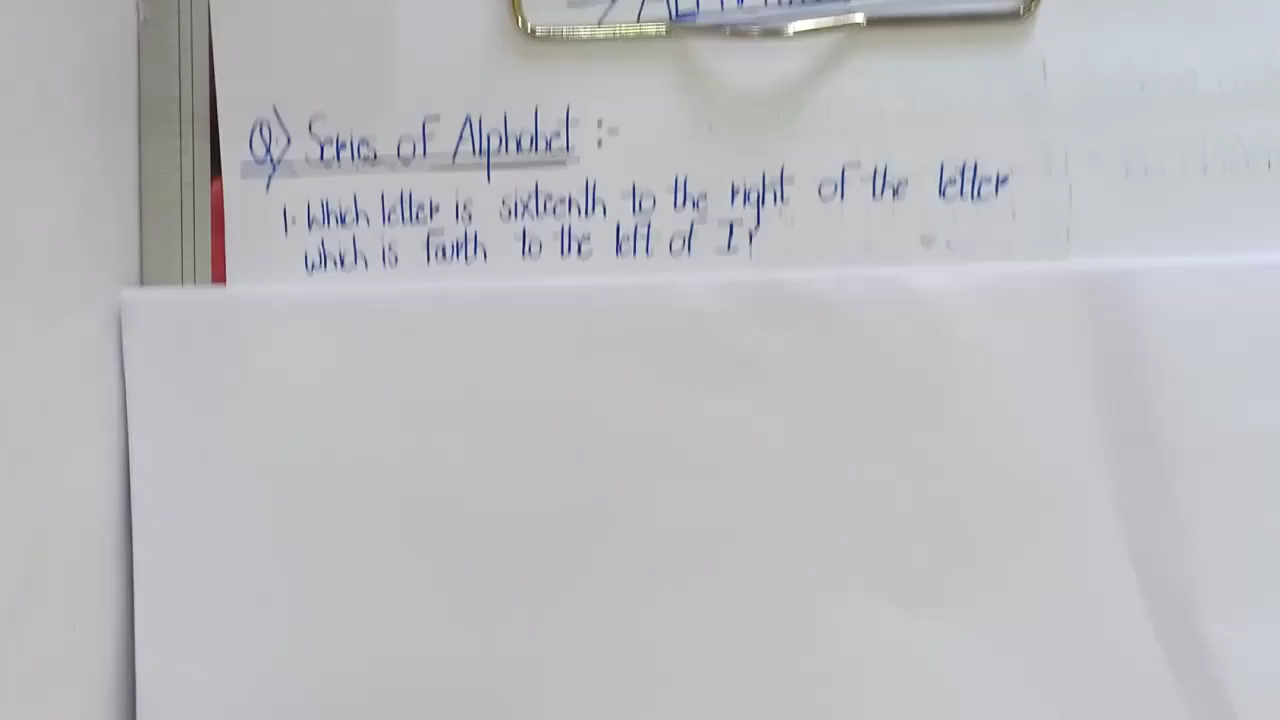 Q) Series of Alphabet :-
1. Which letter is sixteenth to the right of the letter
which is fourth to the left of I?